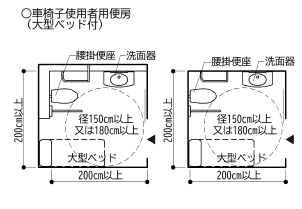 ○車椅子使用者用便房
（大型ベッド付）
腰掛便座 洗面器
200cm以上
径150cm以上
又は180cm以上
大型ベッド
200cm以上
腰掛便座 洗面器
200cm以上
径150cm以上
又は180cm以上
大型ベッド
200cm以上